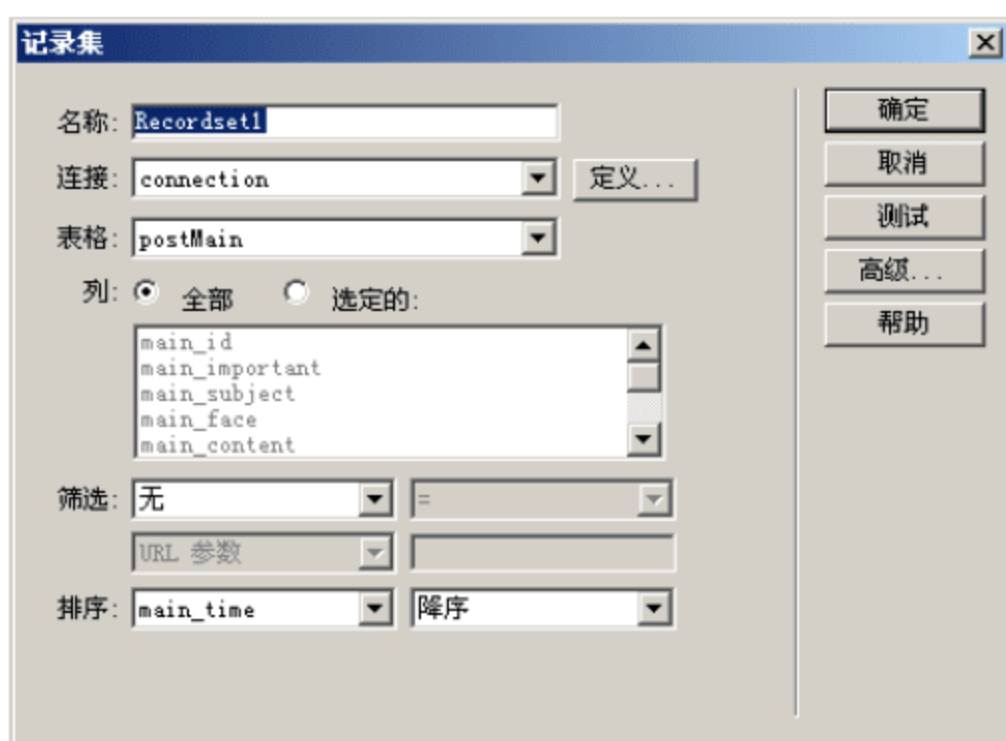 记录集
名称: Recordset1
确定
连接: connection 定义...
取消
表格: postMain
测试
列: 全部 选定的:
高级...
帮助
main_id
main_important
main_subject
main_face
main_content
筛选: 无 =
URL 参数
排序: main_time 降序